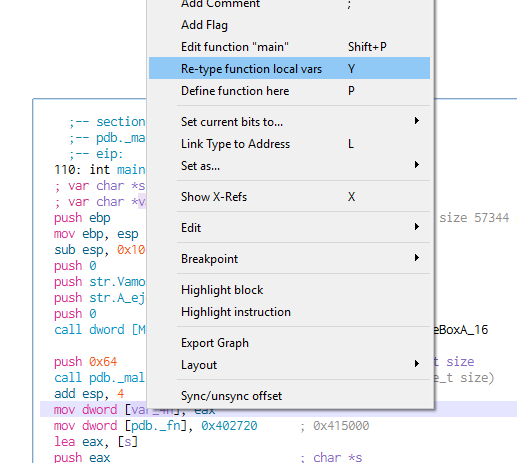 Add Comment ;
Add Flag
Edit function "main" Shift+P
Re-type function local vars Y
Define function here P
Set current bits to...
Link Type to Address L
Set as...
Show X-Refs X
Edit
Breakpoint
Highlight block
Highlight instruction
Export Graph
Layout
Sync/unsync offset
;-- section
;-- pdb._ma
;-- eip:
110: int main
; var char *s
; var char *v
push ebp size 57344
mov ebp, esp
sub esp, 0x10
push 0
push str.Vamo
push str.A_ej
push 0
call dword [M eBoxA_16
push 0x64 t size
call pdb._mal e_t size)
add esp, 4
mov dword [var_4h], eax
mov dword [pdb._fn], 0x402720 ; 0x415000
lea eax, [s]
push eax ; char *s